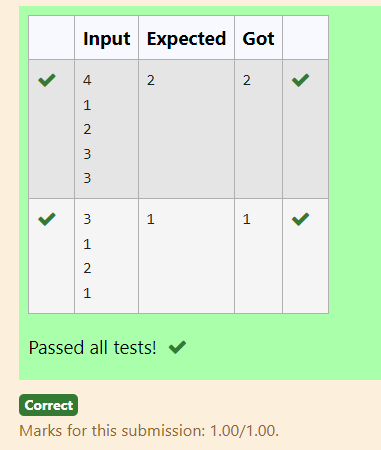 Input Expected Got
4 2 2
1
2
3
3
3 1 1
1
2
1
Passed all tests!
Correct
Marks for this submission: 1.00/1.00.